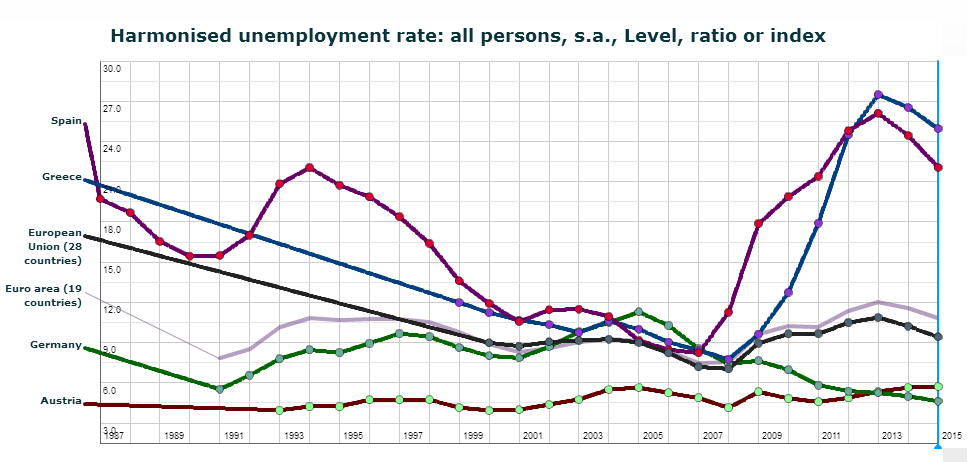 Harmonised unemployment rate: all persons, s.a., Level, ratio or index
30.0
27.0
Spain
24.0
Greece
21.0
18.0
European
Union (28
countries)
15.0
Euro area (19
countries)
12.0
Germany
9.0
6.0
Austria
3.0
1987 1989 1991 1993 1995 1997 1999 2001 2003 2005 2007 2009 2011 2013 2015